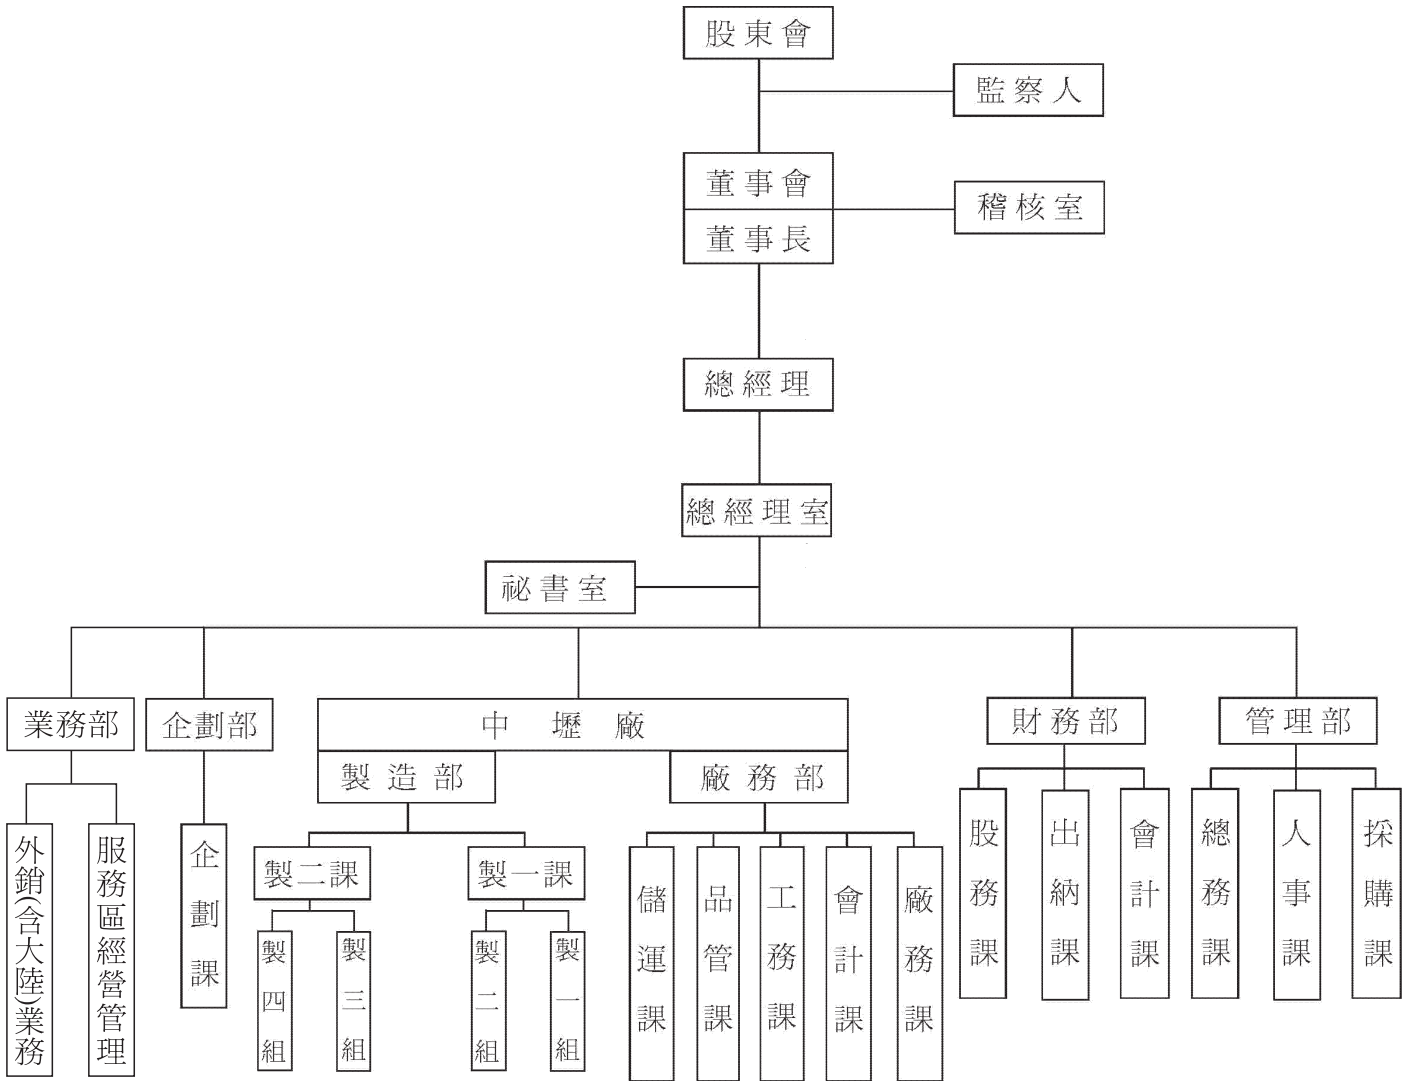 股東會
監察人
董事會
稽核室
董事長
總經理
總經理室
祕書室
業務部
企劃部
中壢廠
財務部
管理部
製造部
廠務部
外銷(含大陸)業務
服務區經營管理
企劃課
製二課
製一課
製四組
製三組
製二組
製一組
儲運課
品管課
工務課
會計課
廠務課
股務課
出納課
會計課
總務課
人事課
採購課